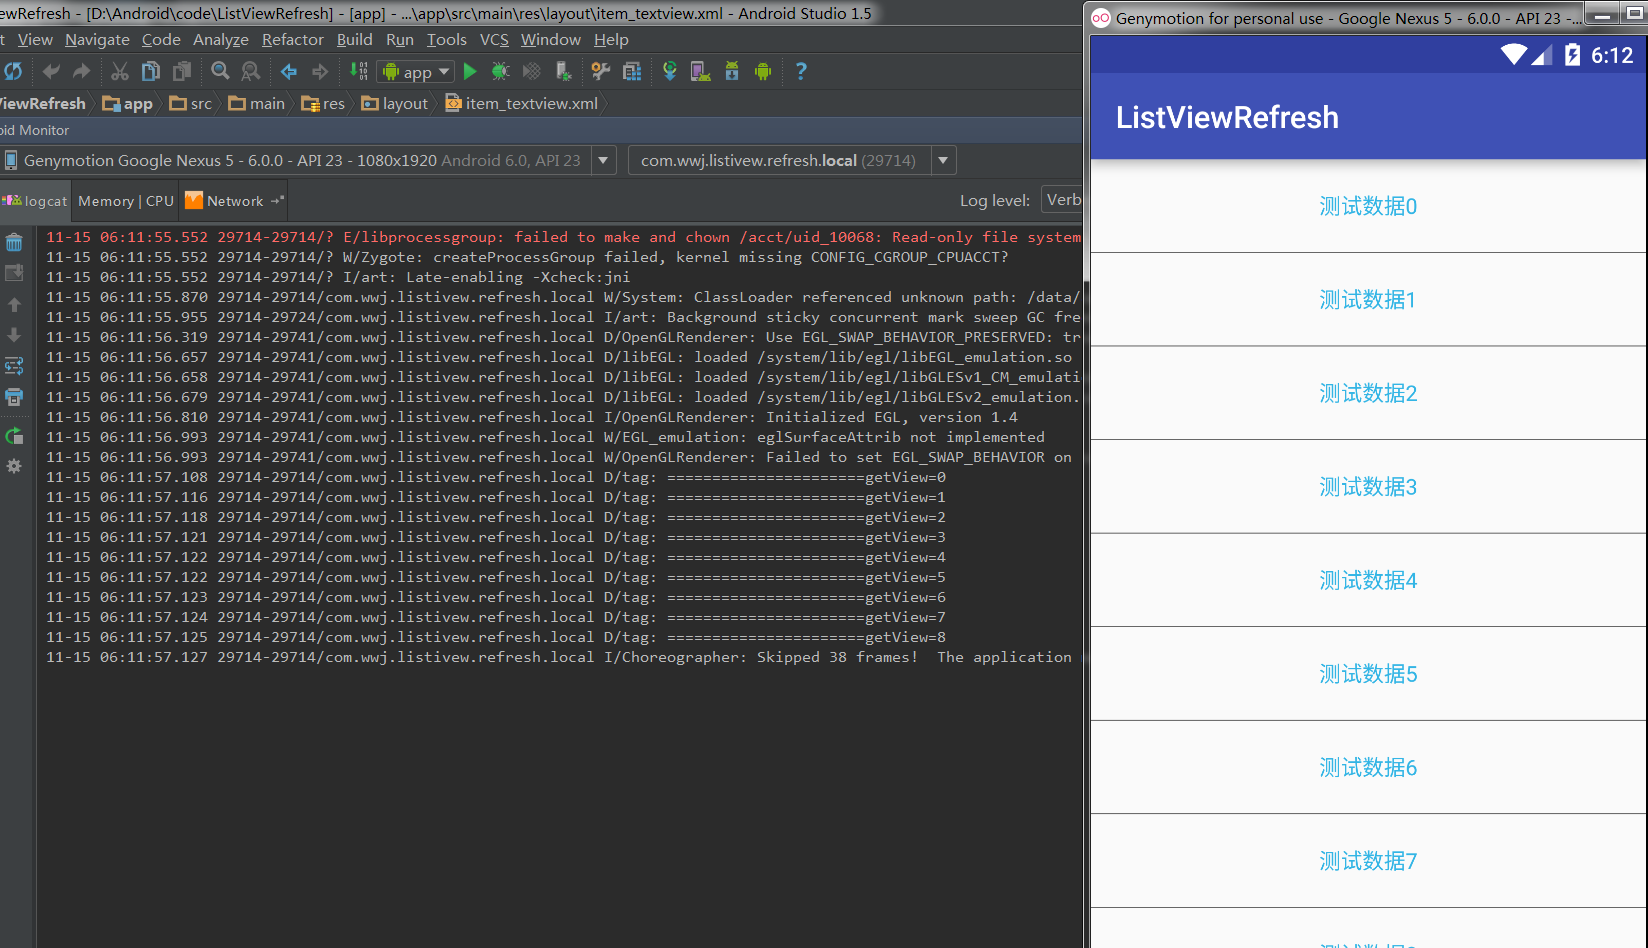 ewRefresh - [D:\Android\code\ListViewRefresh] - [app] - ...\app\src\main\res\layout\item_textview.xml - Android Studio 1.5
t View Navigate Code Analyze Refactor Build Run Tools VCS Window Help
app
ViewRefresh app src main res layout item_textview.xml
oid Monitor
Genymotion Google Nexus 5 - 6.0.0 - API 23 - 1080x1920 Android 6.0, API 23 com.wwj.listivew.refresh.local (29714)
logcat Memory | CPU Network Log level: Verb
11-15 06:11:55.552 29714-29714/? E/libprocessgroup: failed to make and chown /acct/uid_10068: Read-only file system
11-15 06:11:55.552 29714-29714/? W/Zygote: createProcessGroup failed, kernel missing CONFIG_CGROUP_CPUACCT?
11-15 06:11:55.552 29714-29714/? I/art: Late-enabling -Xcheck:jni
11-15 06:11:55.870 29714-29714/com.wwj.listivew.refresh.local W/System: ClassLoader referenced unknown path: /data/
11-15 06:11:55.955 29714-29724/com.wwj.listivew.refresh.local I/art: Background sticky concurrent mark sweep GC fre
11-15 06:11:56.319 29714-29741/com.wwj.listivew.refresh.local D/OpenGLRenderer: Use EGL_SWAP_BEHAVIOR_PRESERVED: tr
11-15 06:11:56.657 29714-29741/com.wwj.listivew.refresh.local D/libEGL: loaded /system/lib/egl/libEGL_emulation.so
11-15 06:11:56.658 29714-29741/com.wwj.listivew.refresh.local D/libEGL: loaded /system/lib/egl/libGLESv1_CM_emulati
11-15 06:11:56.679 29714-29741/com.wwj.listivew.refresh.local D/libEGL: loaded /system/lib/egl/libGLESv2_emulation.
11-15 06:11:56.810 29714-29741/com.wwj.listivew.refresh.local I/OpenGLRenderer: Initialized EGL, version 1.4
11-15 06:11:56.993 29714-29741/com.wwj.listivew.refresh.local W/EGL_emulation: eglSurfaceAttrib not implemented
11-15 06:11:56.993 29714-29741/com.wwj.listivew.refresh.local W/OpenGLRenderer: Failed to set EGL_SWAP_BEHAVIOR on
11-15 06:11:57.108 29714-29714/com.wwj.listivew.refresh.local D/tag: ======================getView=0
11-15 06:11:57.116 29714-29714/com.wwj.listivew.refresh.local D/tag: ======================getView=1
11-15 06:11:57.118 29714-29714/com.wwj.listivew.refresh.local D/tag: ======================getView=2
11-15 06:11:57.121 29714-29714/com.wwj.listivew.refresh.local D/tag: ======================getView=3
11-15 06:11:57.122 29714-29714/com.wwj.listivew.refresh.local D/tag: ======================getView=4
11-15 06:11:57.122 29714-29714/com.wwj.listivew.refresh.local D/tag: ======================getView=5
11-15 06:11:57.123 29714-29714/com.wwj.listivew.refresh.local D/tag: ======================getView=6
11-15 06:11:57.124 29714-29714/com.wwj.listivew.refresh.local D/tag: ======================getView=7
11-15 06:11:57.125 29714-29714/com.wwj.listivew.refresh.local D/tag: ======================getView=8
11-15 06:11:57.127 29714-29714/com.wwj.listivew.refresh.local I/Choreographer: Skipped 38 frames!  The application
Genymotion for personal use - Google Nexus 5 - 6.0.0 - API 23 -...
6:12
ListViewRefresh
测试数据0
测试数据1
测试数据2
测试数据3
测试数据4
测试数据5
测试数据6
测试数据7